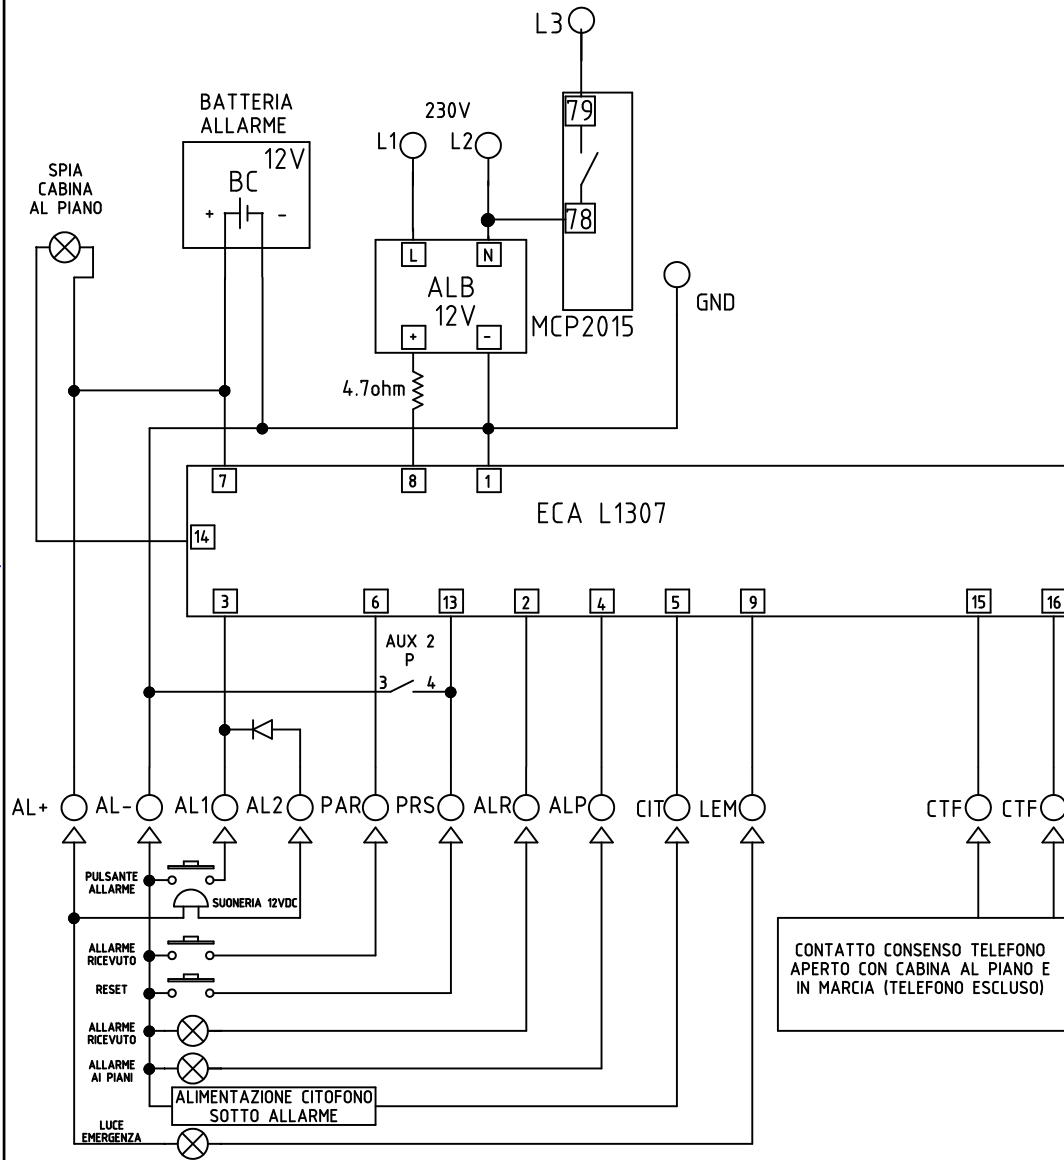 L3
BATTERIA
ALLARME
230V
79
L1
L2
12V
SPIA
CABINA
AL PIANO
BC
+
-
78
L
N
ALB
12V
GND
MCP2015
+
-
4.7ohm
7
8
1
ECA L1307
14
3
6
13
2
4
5
9
15
16
AUX 2
P
3
4
AL+
AL-
AL1
AL2
PAR
PRS
ALR
ALP
CIT
LEM
CTF
CTF
PULSANTE
ALLARME
SUONERIA 12VDC
ALLARME
RICEVUTO
RESET
ALLARME
RICEVUTO
ALLARME
AI PIANI
ALIMENTAZIONE CITOFONO
SOTTO ALLARME
LUCE
EMERGENZA
CONTATTO CONSENSO TELEFONO
APERTO CON CABINA AL PIANO E
IN MARCIA (TELEFONO ESCLUSO)